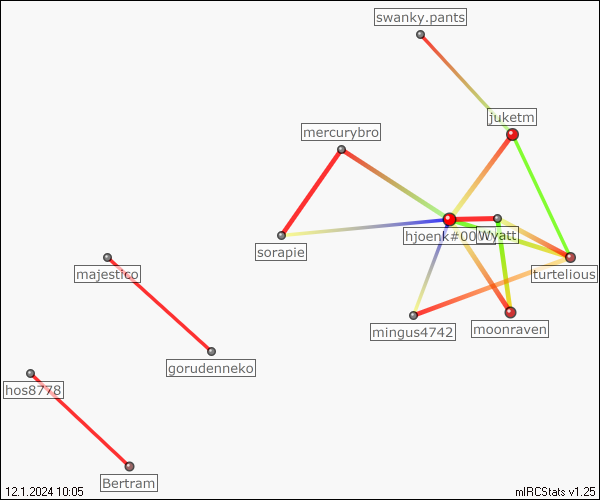 swanky.pants
juketm
mercurybro
hjoenk#00
Wyatt
sorapie
majestico
turtelious
mingus4742
moonraven
gorudenneko
hos8778
Bertram
12.1.2024 10:05
mIRCStats v1.25